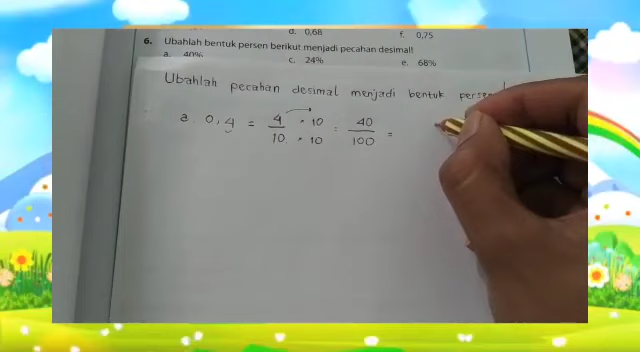 d. 0,68 f. 0,75
6. Ubahlah bentuk persen berikut menjadi pecahan desimal!
a. 40% c. 24% e. 68%
Ubahlah pecahan desimal menjadi bentuk persen
a. 0,4 = 4/10 × 10/10 = 40/100 =